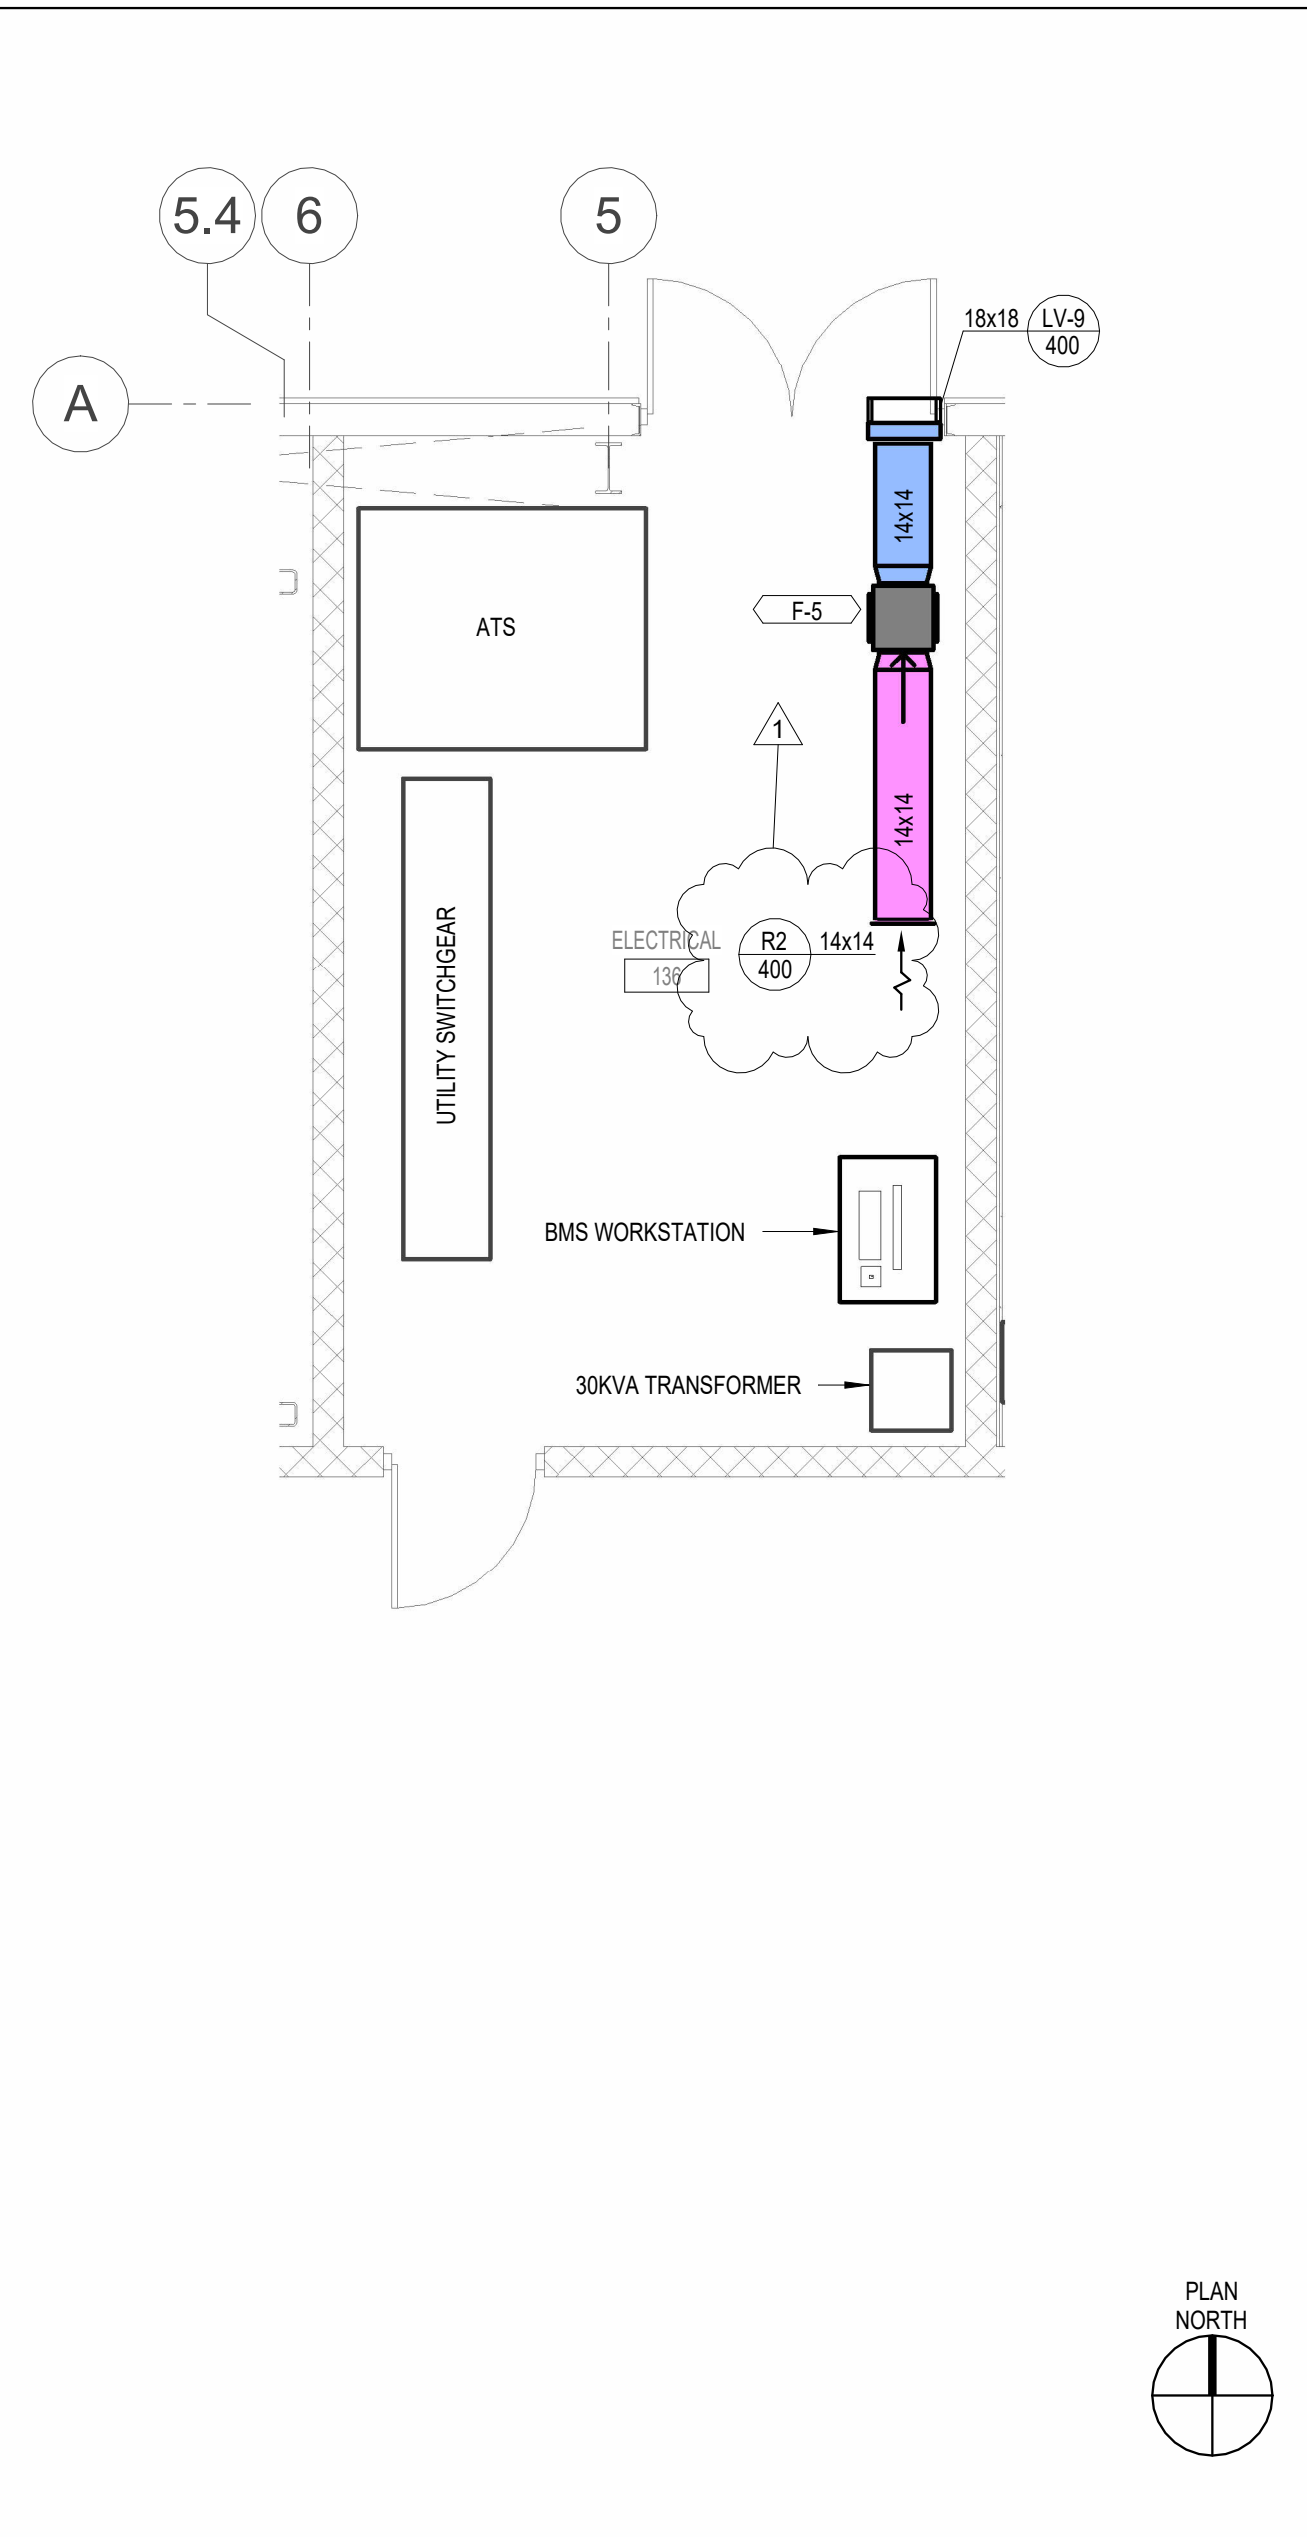 5.4
6
5
A
18x18
LV-9
400
14x14
F-5
ATS
1
14x14
UTILITY SWITCHGEAR
ELECTRICAL
136
R2
400
14x14
BMS WORKSTATION
30KVA TRANSFORMER
PLAN
NORTH